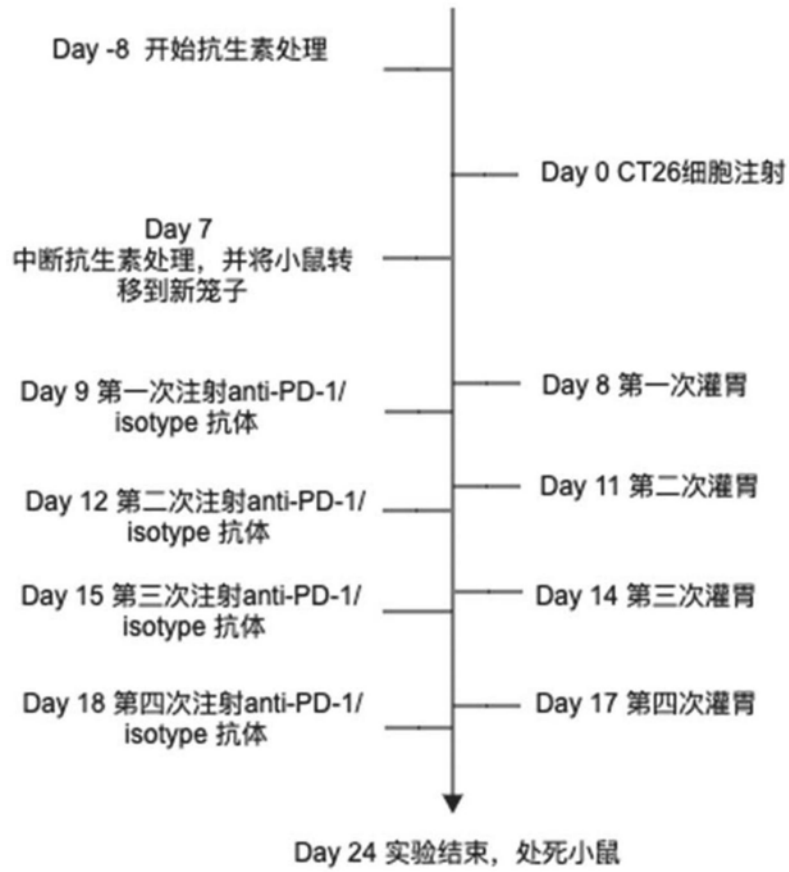 Day -8 开始抗生素处理
Day 0 CT26细胞注射
Day 7
中断抗生素处理，并将小鼠转
移到新笼子
Day 8 第一次灌胃
Day 9 第一次注射anti-PD-1/
isotype 抗体
Day 11 第二次灌胃
Day 12 第二次注射anti-PD-1/
isotype 抗体
Day 14 第三次灌胃
Day 15 第三次注射anti-PD-1/
isotype 抗体
Day 17 第四次灌胃
Day 18 第四次注射anti-PD-1/
isotype 抗体
Day 24 实验结束，处死小鼠